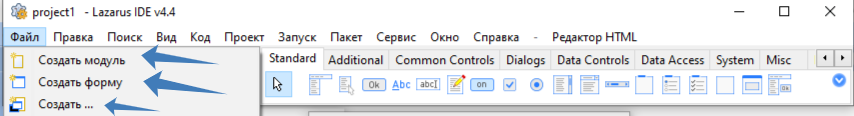 project1 - Lazarus IDE v4.4
Файл Правка Поиск Вид Код Проект Запуск Пакет Сервис Окно Справка - Редактор HTML
Создать модуль
Создать форму
Создать ...
Standard Additional Common Controls Dialogs Data Controls Data Access System Misc
Ok Abc abcI on